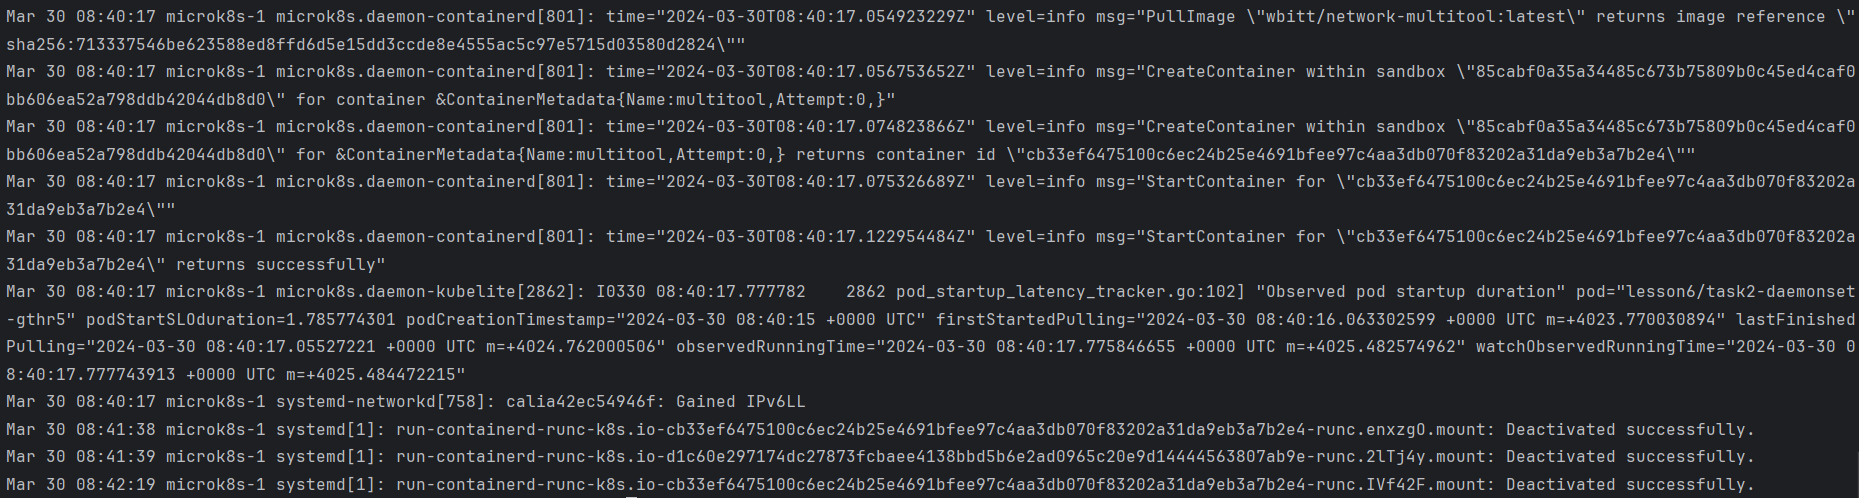 Mar 30 08:40:17 microk8s-1 microk8s.daemon-containerd[801]: time="2024-03-30T08:40:17.054923229Z" level=info msg="PullImage \"wbitt/network-multitool:latest\" returns image reference \"
sha256:713337546be623588ed8ffd6d5e15dd3ccde8e4555ac5c97e5715d03580d2824\""
Mar 30 08:40:17 microk8s-1 microk8s.daemon-containerd[801]: time="2024-03-30T08:40:17.056753652Z" level=info msg="CreateContainer within sandbox \"85cabf0a35a34485c673b75809b0c45ed4caf0
bb606ea52a798ddb42044db8d0\" for container &ContainerMetadata{Name:multitool,Attempt:0,}"
Mar 30 08:40:17 microk8s-1 microk8s.daemon-containerd[801]: time="2024-03-30T08:40:17.074823866Z" level=info msg="CreateContainer within sandbox \"85cabf0a35a34485c673b75809b0c45ed4caf0
bb606ea52a798ddb42044db8d0\" for &ContainerMetadata{Name:multitool,Attempt:0,} returns container id \"cb33ef6475100c6ec24b25e4691bfee97c4aa3db070f83202a31da9eb3a7b2e4\""
Mar 30 08:40:17 microk8s-1 microk8s.daemon-containerd[801]: time="2024-03-30T08:40:17.075326689Z" level=info msg="StartContainer for \"cb33ef6475100c6ec24b25e4691bfee97c4aa3db070f83202a
31da9eb3a7b2e4\""
Mar 30 08:40:17 microk8s-1 microk8s.daemon-containerd[801]: time="2024-03-30T08:40:17.122954484Z" level=info msg="StartContainer for \"cb33ef6475100c6ec24b25e4691bfee97c4aa3db070f83202a
31da9eb3a7b2e4\" returns successfully"
Mar 30 08:40:17 microk8s-1 microk8s.daemon-kubelite[2862]: I0330 08:40:17.777782    2862 pod_startup_latency_tracker.go:102] "Observed pod startup duration" pod="lesson6/task2-daemonset
-gthr5" podStartSLOduration=1.785774301 podCreationTimestamp="2024-03-30 08:40:15 +0000 UTC" firstStartedPulling="2024-03-30 08:40:16.063302599 +0000 UTC m=+4023.770030894" lastFinished
Pulling="2024-03-30 08:40:17.05527221 +0000 UTC m=+4024.762000506" observedRunningTime="2024-03-30 08:40:17.775846655 +0000 UTC m=+4025.482574962" watchObservedRunningTime="2024-03-30 0
8:40:17.777743913 +0000 UTC m=+4025.484472215"
Mar 30 08:40:17 microk8s-1 systemd-networkd[758]: calia42ec54946f: Gained IPv6LL
Mar 30 08:41:38 microk8s-1 systemd[1]: run-containerd-runc-k8s.io-cb33ef6475100c6ec24b25e4691bfee97c4aa3db070f83202a31da9eb3a7b2e4-runc.enxzgO.mount: Deactivated successfully.
Mar 30 08:41:39 microk8s-1 systemd[1]: run-containerd-runc-k8s.io-d1c60e297174dc27873fcbaee4138bbd5b6e2ad0965c20e9d14444563807ab9e-runc.2lTj4y.mount: Deactivated successfully.
Mar 30 08:42:19 microk8s-1 systemd[1]: run-containerd-runc-k8s.io-cb33ef6475100c6ec24b25e4691bfee97c4aa3db070f83202a31da9eb3a7b2e4-runc.IVf42F.mount: Deactivated successfully.